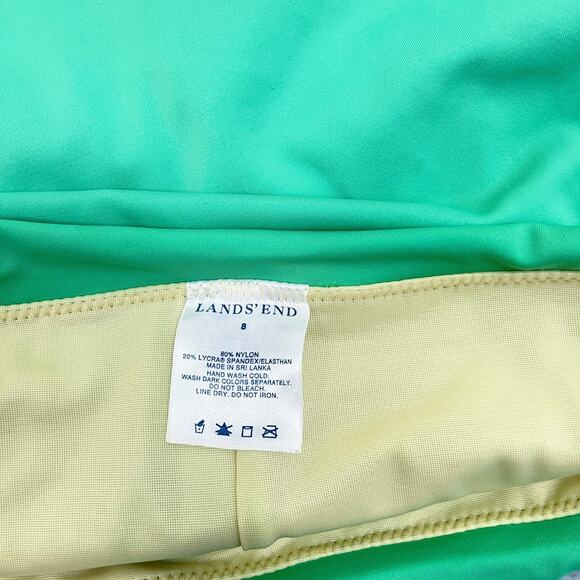 LANDS' END
8
80% NYLON
20% LYCRA® SPANDEX/ELASTHAN
MADE IN SRI LANKA
HAND WASH COLD.
WASH DARK COLORS SEPARATELY.
DO NOT BLEACH.
LINE DRY. DO NOT IRON.